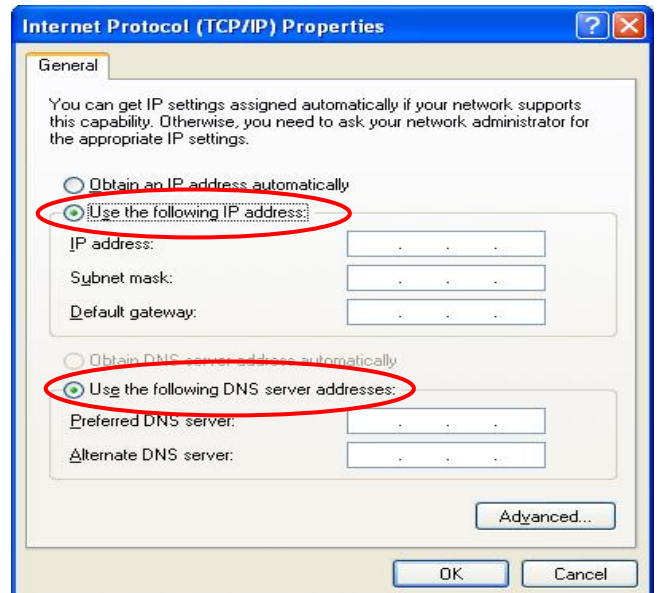 Internet Protocol (TCP/IP) Properties
General
You can get IP settings assigned automatically if your network supports
this capability. Otherwise, you need to ask your network administrator for
the appropriate IP settings.
Obtain an IP address automatically
Use the following IP address:
IP address:
Subnet mask:
Default gateway:
Obtain DNS server address automatically
Use the following DNS server addresses:
Preferred DNS server:
Alternate DNS server:
Advanced...
OK Cancel